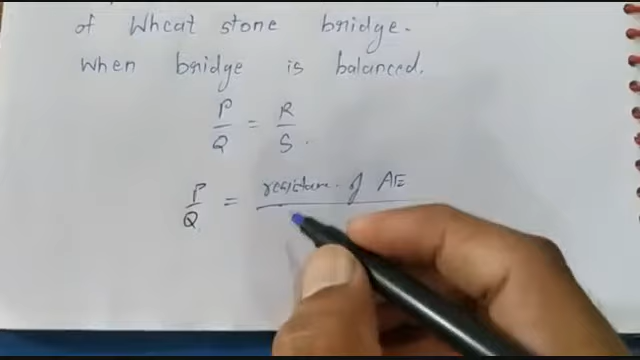 of Wheat stone bridge.
When bridge is balanced.
P/Q = R/S.
P/Q = resistance of AE